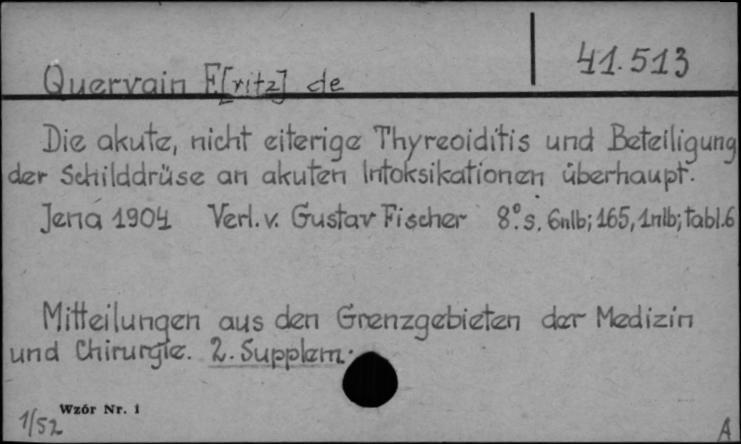 41.513
Quervain F[ritz] de
Die akute, nicht eiterige Thyreoiditis und Beteiligung
der Schilddrüse an akuten Intoksikationen überhaupt.
Jena 1904 Verl. v. Gustav Fischer 8° s. 6nlb; 165, 1nlb; tabl. 6
Mitteilungen aus den Grenzgebieten der Medizin
und Chirurgie. 2. Supplem.
Wzór Nr. 1
1/52
A